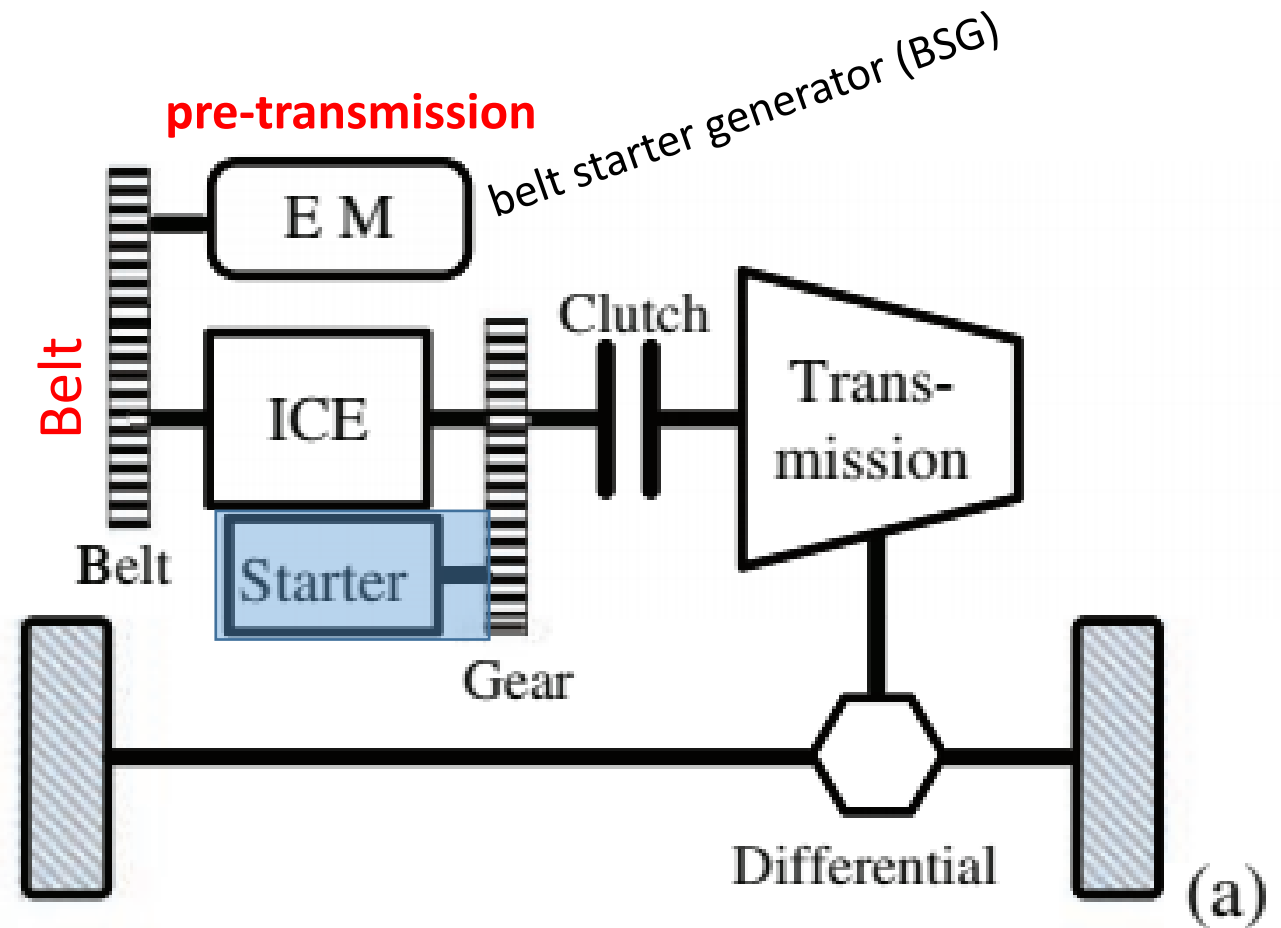 belt starter generator (BSG)
pre-transmission
E M
Clutch
Belt
ICE
Trans-
mission
Belt
Starter
Gear
Differential
(a)